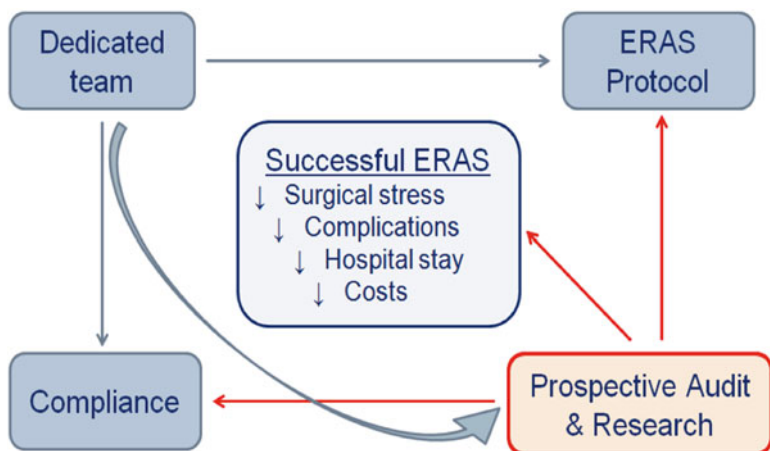 Dedicated
team
ERAS
Protocol
Successful ERAS
↓ Surgical stress
↓ Complications
↓ Hospital stay
↓ Costs
Compliance
Prospective Audit
& Research